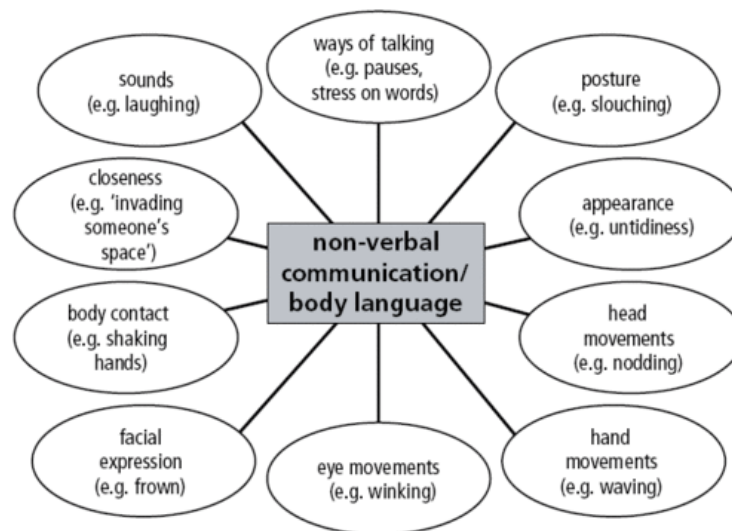 ways of talking
(e.g. pauses,
stress on words)
sounds
(e.g. laughing)
posture
(e.g. slouching)
closeness
(e.g. ‘invading
someone’s
space’)
appearance
(e.g. untidiness)
non-verbal
communication/
body language
body contact
(e.g. shaking
hands)
head
movements
(e.g. nodding)
facial
expression
(e.g. frown)
eye movements
(e.g. winking)
hand
movements
(e.g. waving)